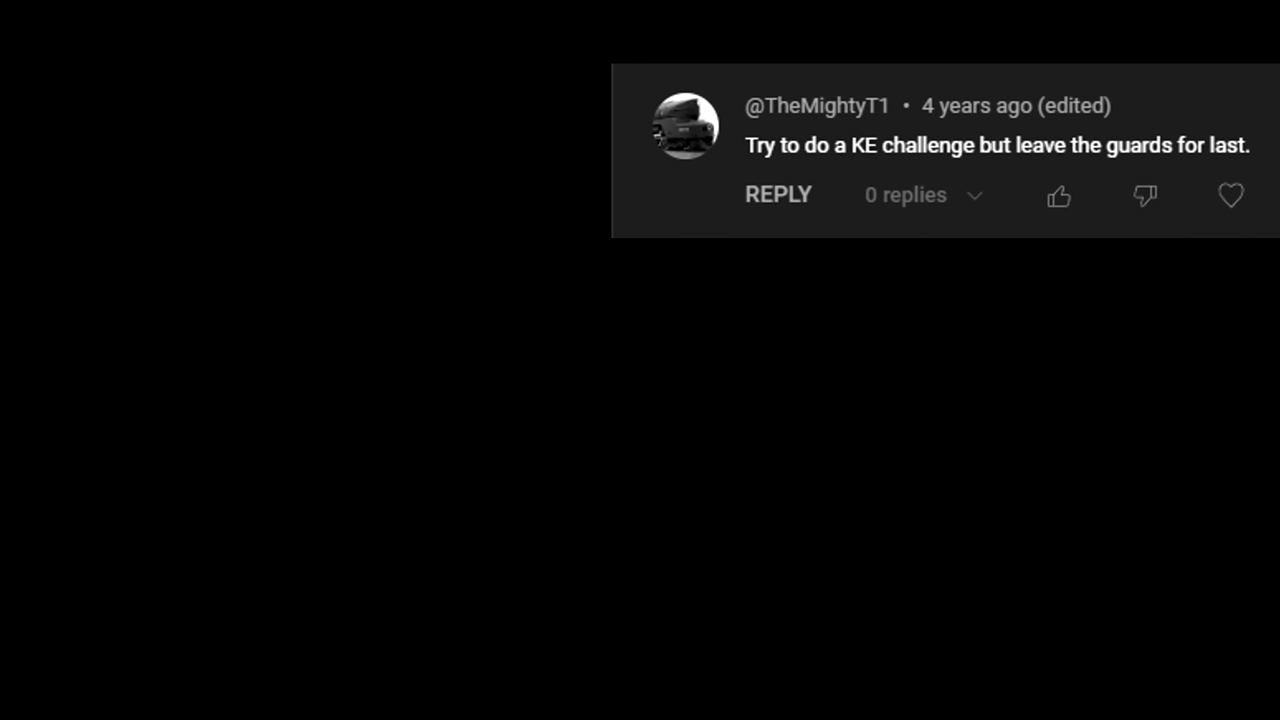 @TheMightyT1 • 4 years ago (edited)
Try to do a KE challenge but leave the guards for last.
REPLY 0 replies